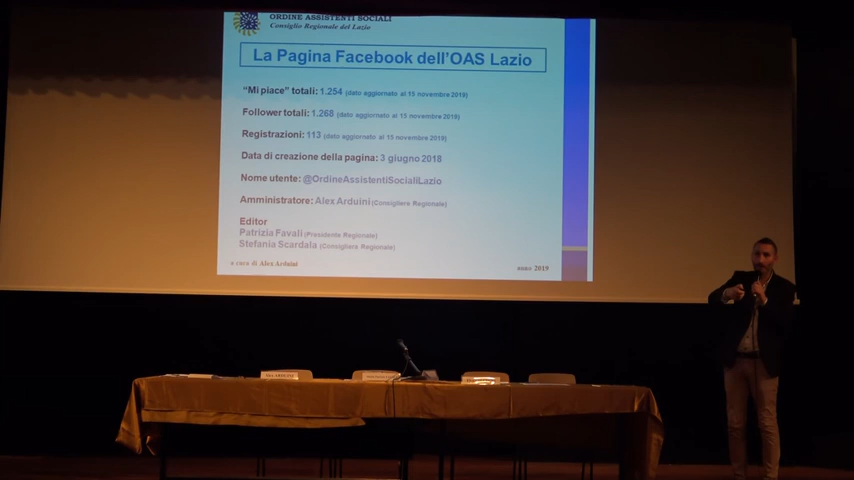 ORDINE ASSISTENTI SOCIALI
Consiglio Regionale del Lazio
La Pagina Facebook dell'OAS Lazio
“Mi piace” totali: 1.254 (dato aggiornato al 15 novembre 2019)
Follower totali: 1.268 (dato aggiornato al 15 novembre 2019)
Registrazioni: 113 (dato aggiornato al 15 novembre 2019)
Data di creazione della pagina: 3 giugno 2018
Nome utente: @OrdineAssistentiSocialiLazio
Amministratore: Alex Arduini (Consigliere Regionale)
Editor
Patrizia Favali (Presidente Regionale)
Stefania Scardala (Consigliere Regionale)
a cura di Alex Arduini
anno 2019